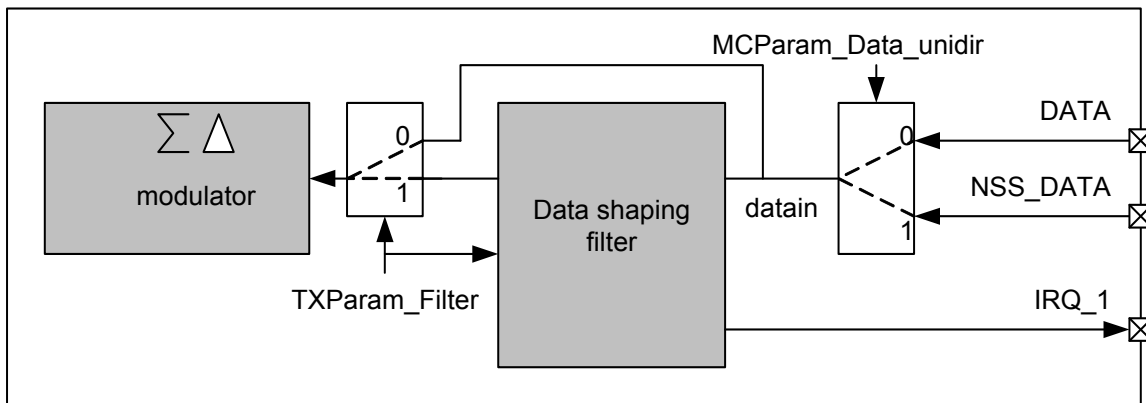 MCParam_Data_unidir
DATA
0
0
Σ Δ
modulator
1
NSS_DATA
Data shaping
filter
datain
1
TXParam_Filter
IRQ_1